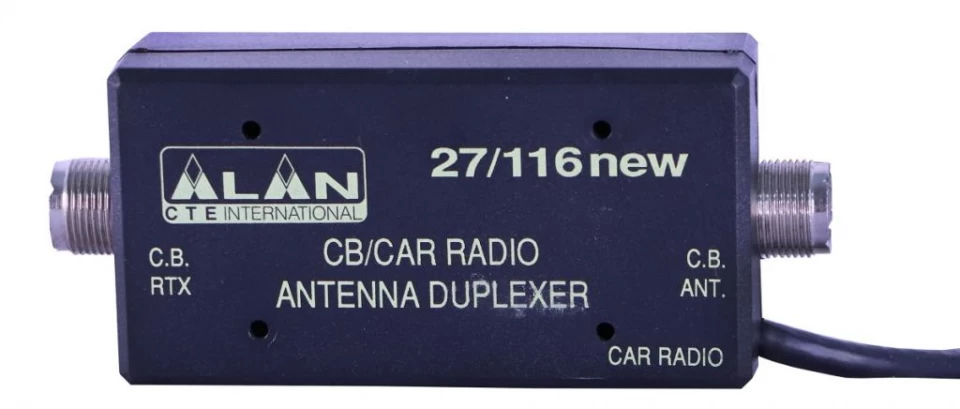 ALAN
CTE INTERNATIONAL
27/116 new
CB/CAR RADIO
ANTENNA DUPLEXER
C.B.
RTX
C.B.
ANT.
CAR RADIO